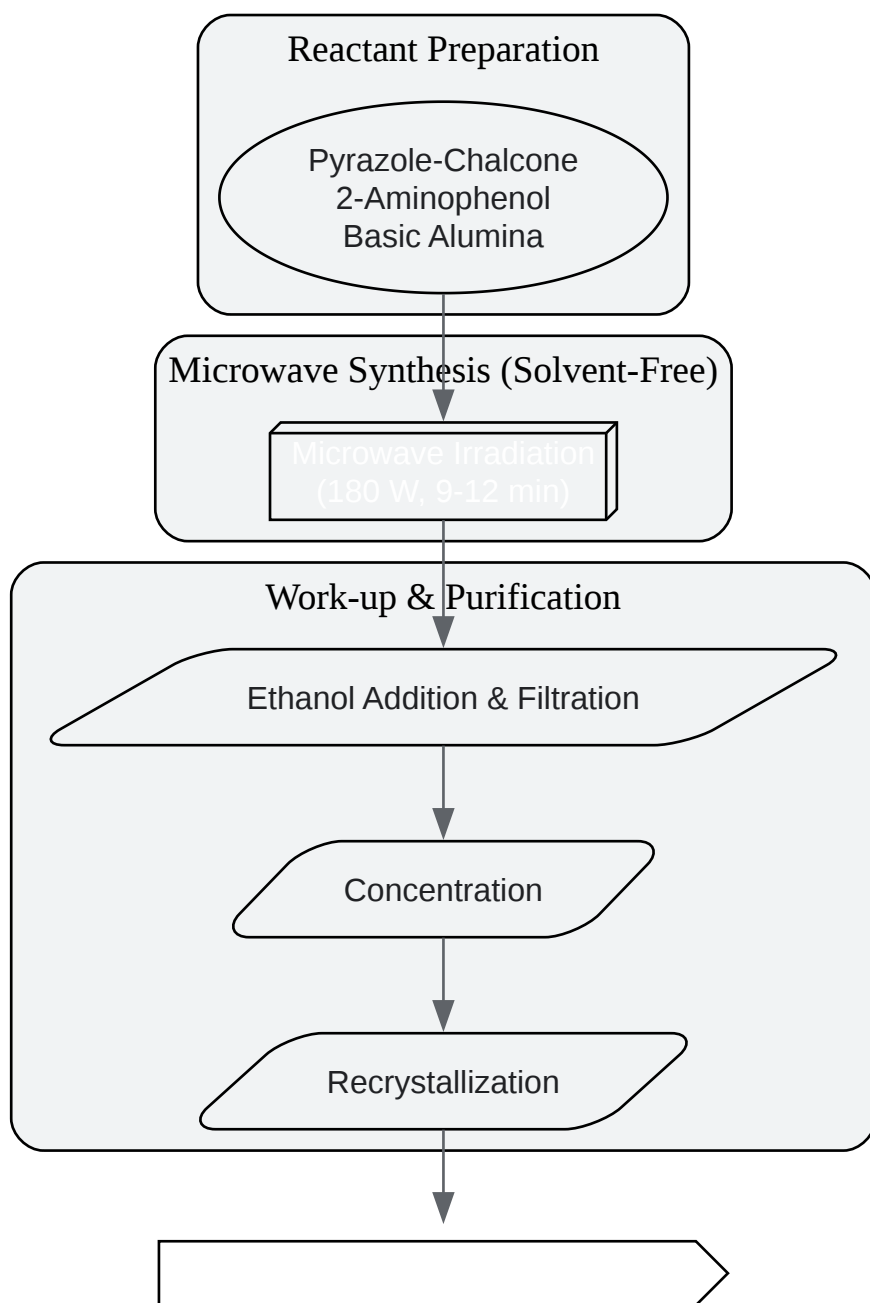 Reactant Preparation
Pyrazole-Chalcone
2-Aminophenol
Basic Alumina
Microwave Synthesis (Solvent-Free)
Microwave Irradiation
(180 W, 9-12 min)
Work-up & Purification
Ethanol Addition & Filtration
Concentration
Recrystallization